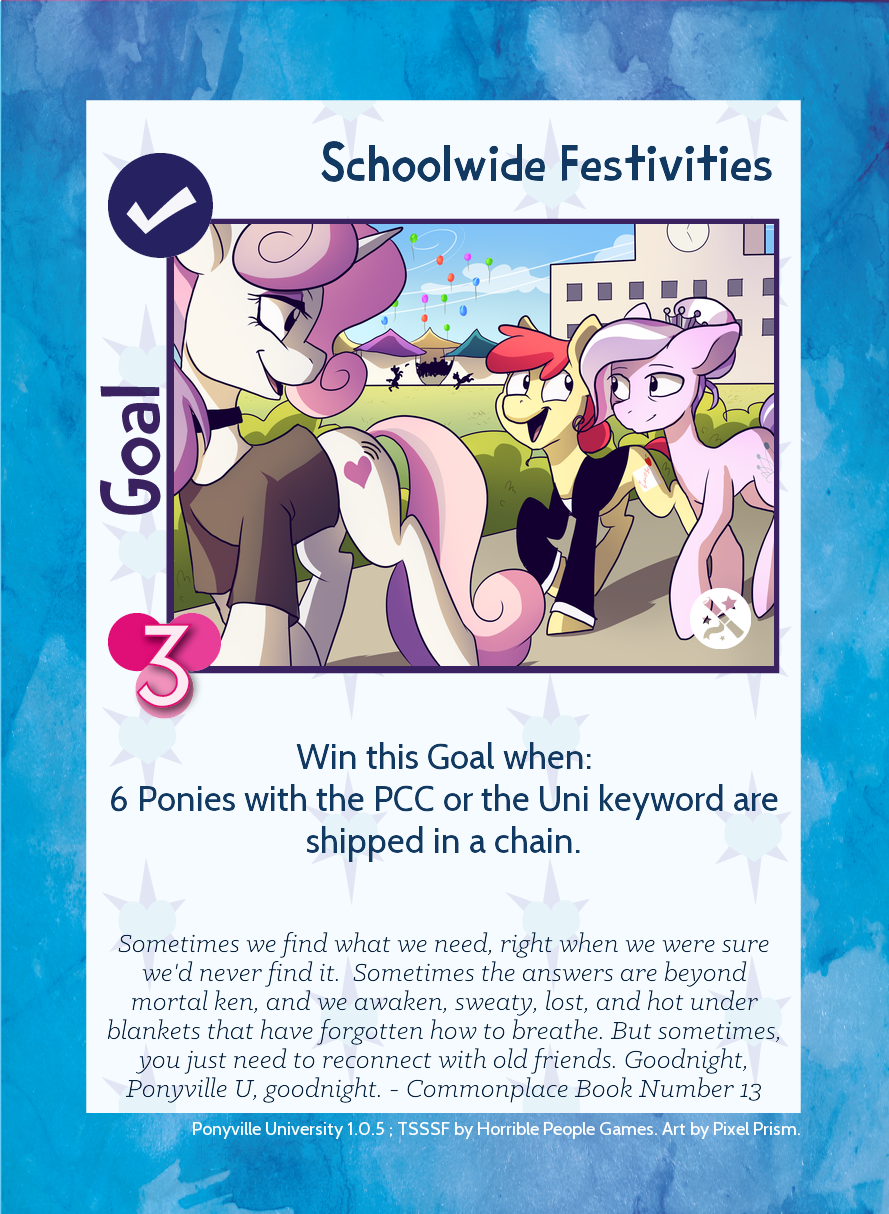 Schoolwide Festivities
Goal
3
Win this Goal when:
6 Ponies with the PCC or the Uni keyword are
shipped in a chain.
Sometimes we find what we need, right when we were sure
we'd never find it.  Sometimes the answers are beyond
mortal ken, and we awaken, sweaty, lost, and hot under
blankets that have forgotten how to breathe. But sometimes,
you just need to reconnect with old friends. Goodnight,
Ponyville U, goodnight. - Commonplace Book Number 13
Ponyville University 1.0.5 ; TSSSF by Horrible People Games. Art by Pixel Prism.